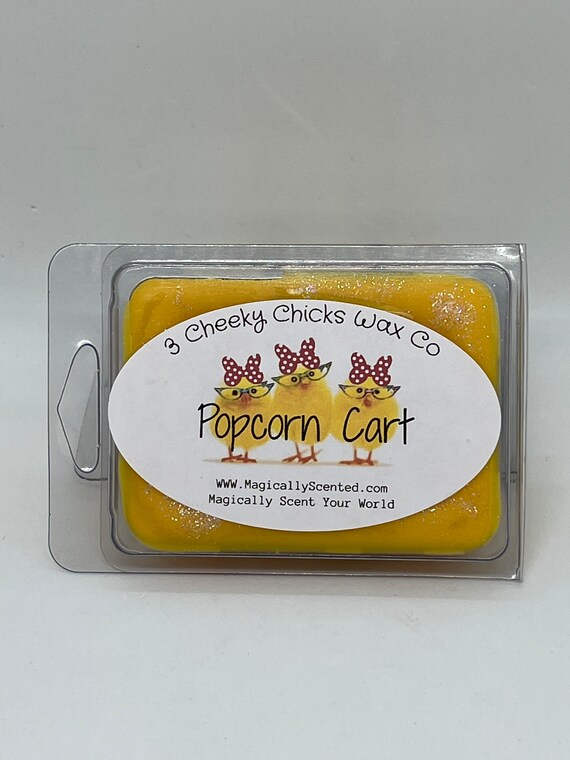 3 Cheeky Chicks Wax Co
Popcorn Cart
www.MagicallyScented.com
Magically Scent Your World